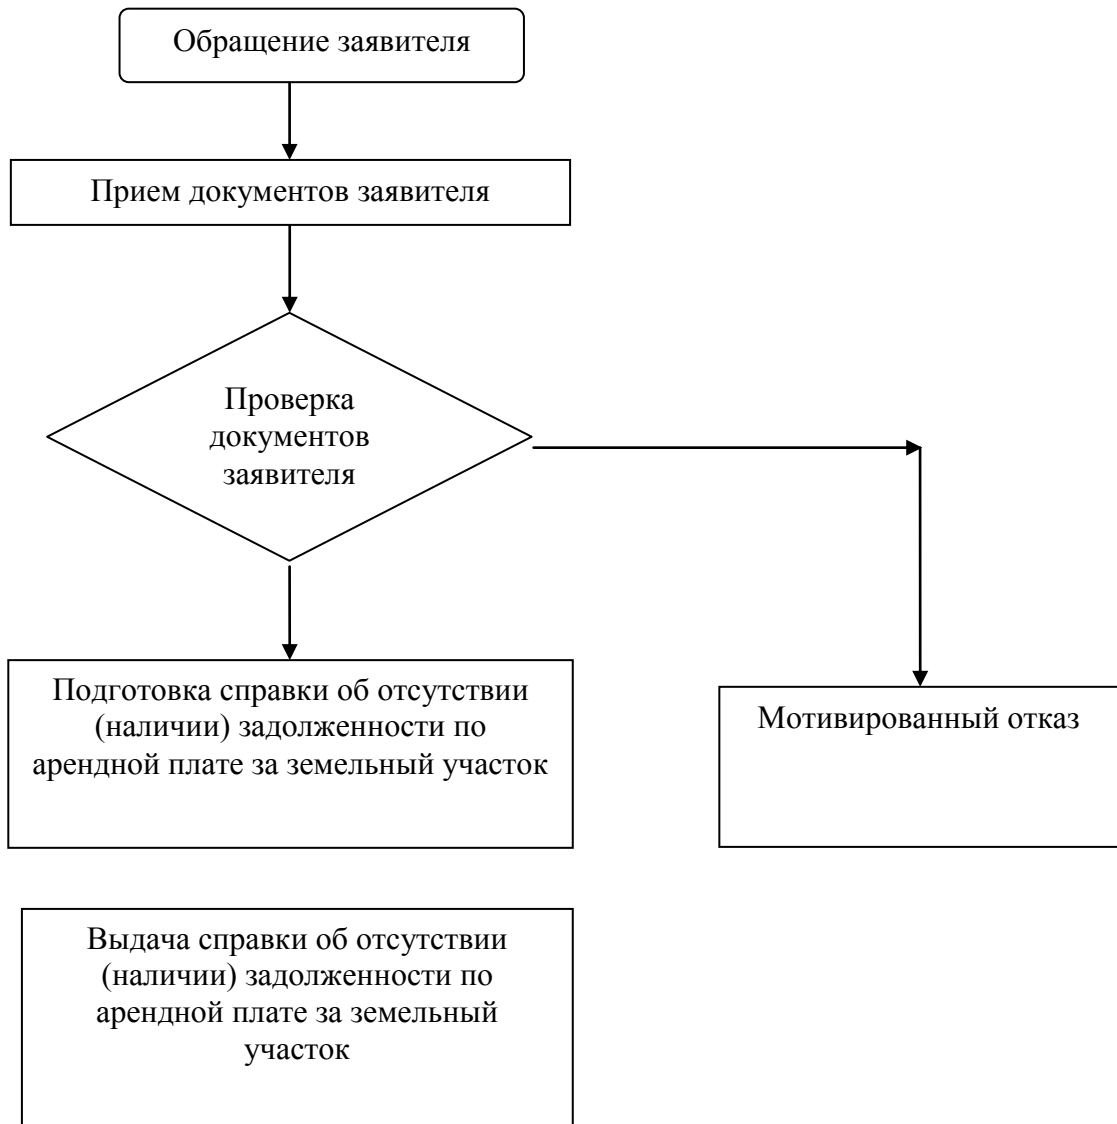 Обращение заявителя
Прием документов заявителя
Проверка
документов
заявителя
Подготовка справки об отсутствии
(наличии) задолженности по
арендной плате за земельный участок
Мотивированный отказ
Выдача справки об отсутствии
(наличии) задолженности по
арендной плате за земельный
участок